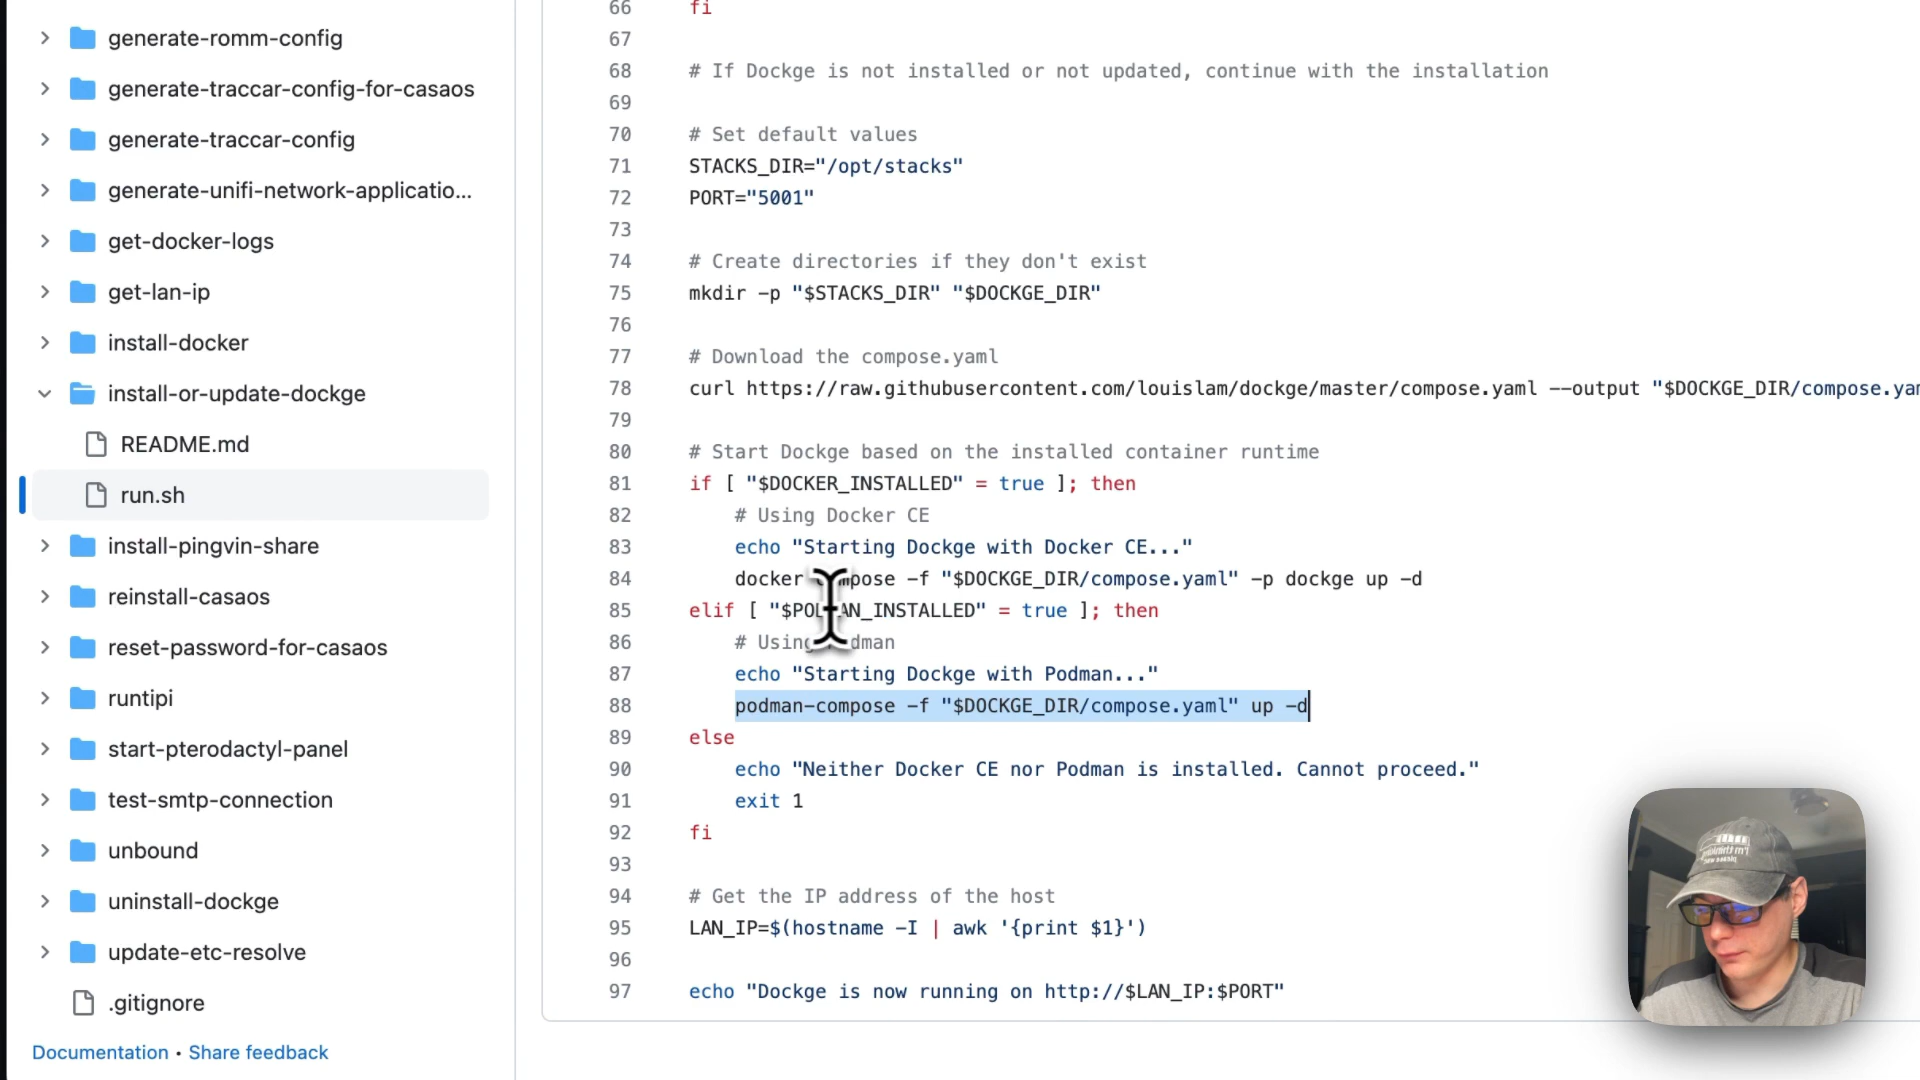 generate-romm-config
generate-traccar-config-for-casaos
generate-traccar-config
generate-unifi-network-applicatio...
get-docker-logs
get-lan-ip
install-docker
install-or-update-dockge
README.md
run.sh
install-pingvin-share
reinstall-casaos
reset-password-for-casaos
runtipi
start-pterodactyl-panel
test-smtp-connection
unbound
uninstall-dockge
update-etc-resolve
.gitignore
Documentation • Share feedback
66 fi
67
68 # If Dockge is not installed or not updated, continue with the installation
69
70 # Set default values
71 STACKS_DIR="/opt/stacks"
72 PORT="5001"
73
74 # Create directories if they don't exist
75 mkdir -p "$STACKS_DIR" "$DOCKGE_DIR"
76
77 # Download the compose.yaml
78 curl https://raw.githubusercontent.com/louislam/dockge/master/compose.yaml --output "$DOCKGE_DIR/compose.yam
79
80 # Start Dockge based on the installed container runtime
81 if [ "$DOCKER_INSTALLED" = true ]; then
82 # Using Docker CE
83 echo "Starting Dockge with Docker CE..."
84 docker compose -f "$DOCKGE_DIR/compose.yaml" -p dockge up -d
85 elif [ "$PODMAN_INSTALLED" = true ]; then
86 # Using Podman
87 echo "Starting Dockge with Podman..."
88 podman-compose -f "$DOCKGE_DIR/compose.yaml" up -d
89 else
90 echo "Neither Docker CE nor Podman is installed. Cannot proceed."
91 exit 1
92 fi
93
94 # Get the IP address of the host
95 LAN_IP=$(hostname -I | awk '{print $1}')
96
97 echo "Dockge is now running on http://$LAN_IP:$PORT"